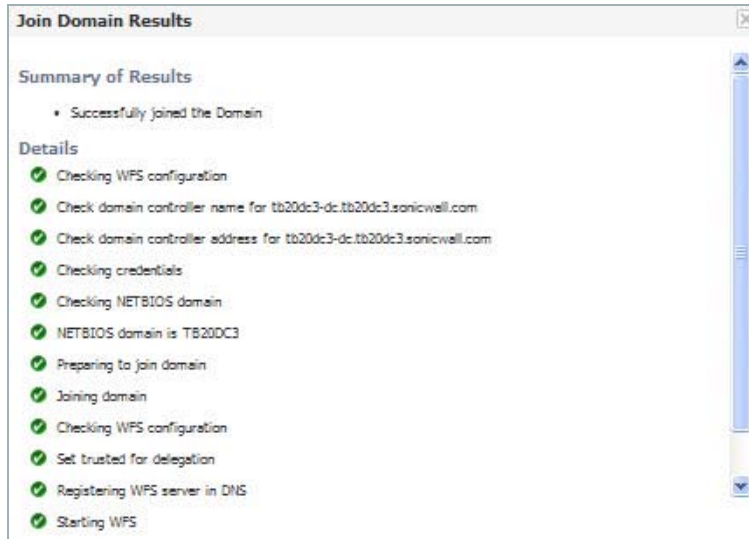 Join Domain Results
Summary of Results
• Successfully joined the Domain
Details
Checking WFS configuration
Check domain controller name for tb20dc3-dc.tb20dc3.sonicwall.com
Check domain controller address for tb20dc3-dc.tb20dc3.sonicwall.com
Checking credentials
Checking NETBIOS domain
NETBIOS domain is TB20DC3
Preparing to join domain
Joining domain
Checking WFS configuration
Set trusted for delegation
Registering WFS server in DNS
Starting WFS